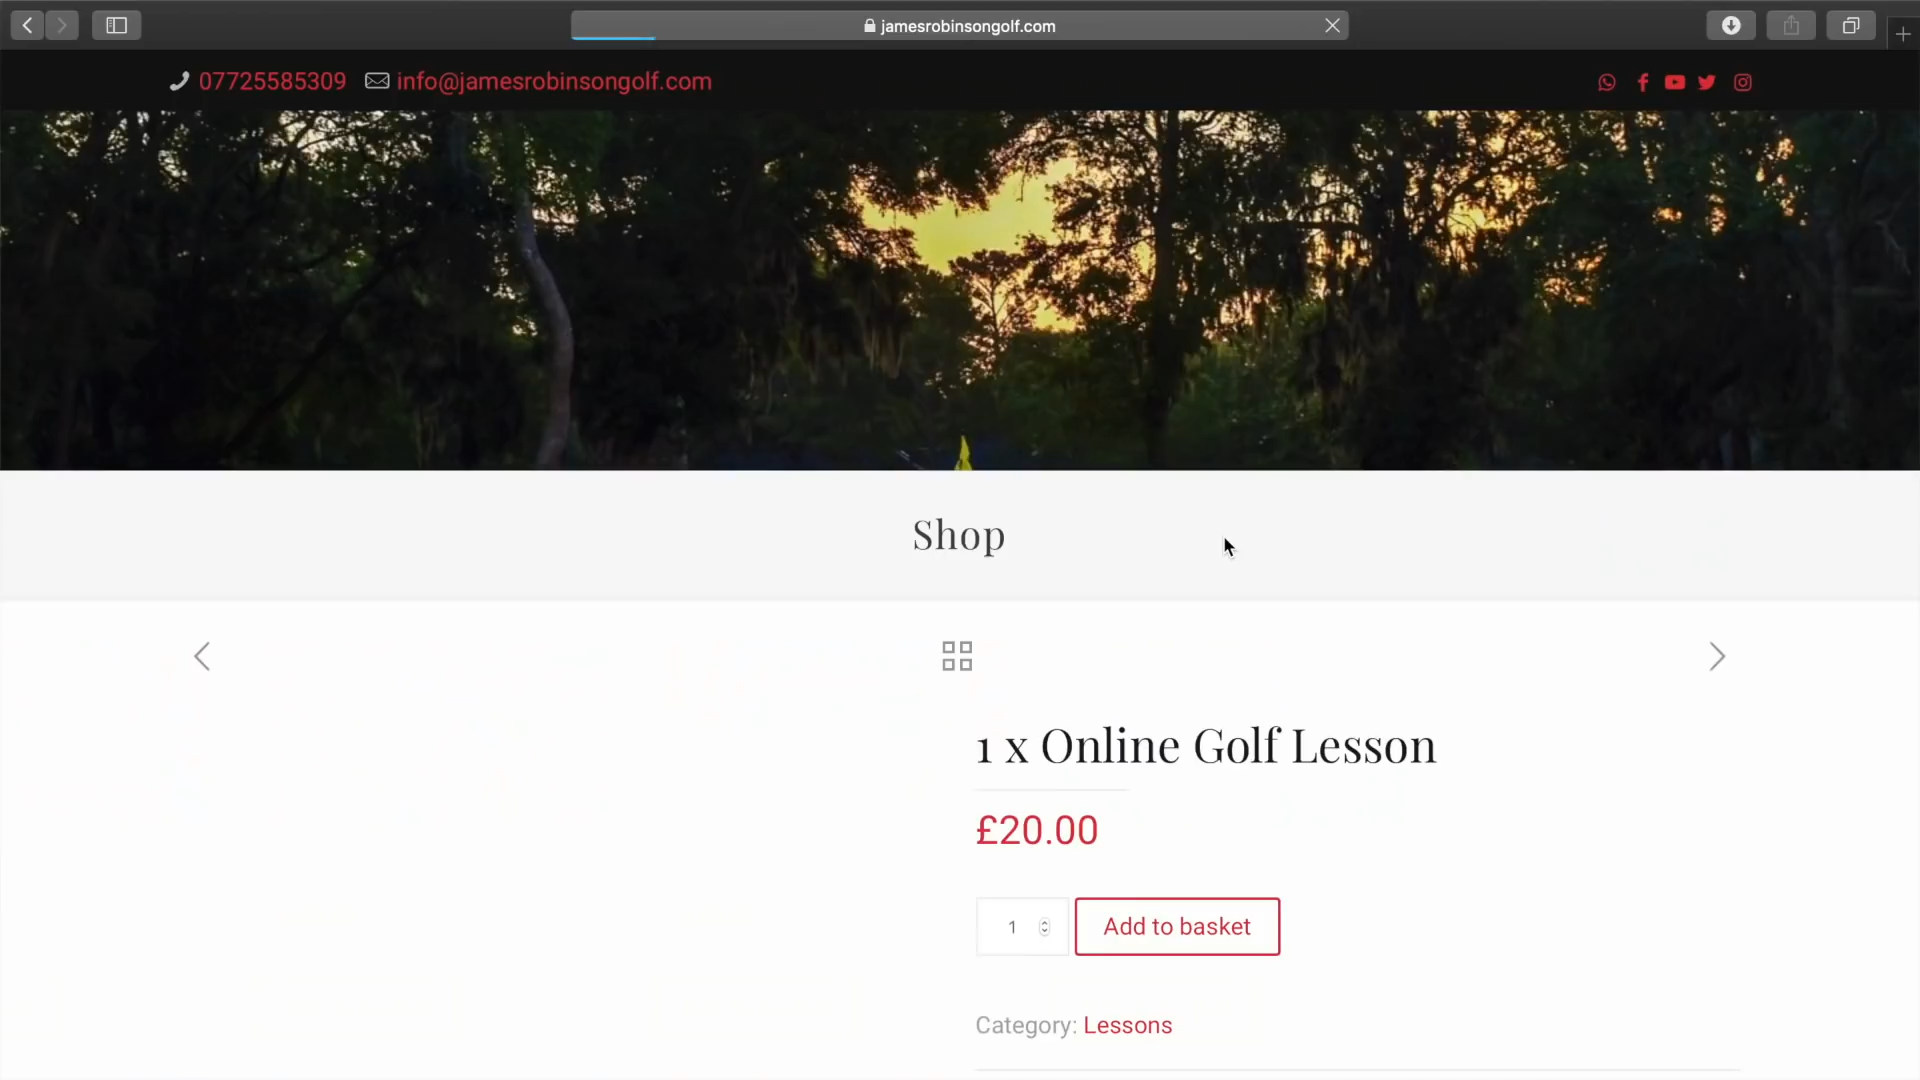 jamesrobinsongolf.com
07725585309 info@jamesrobinsongolf.com
Shop
1 x Online Golf Lesson
£20.00
1 Add to basket
Category: Lessons